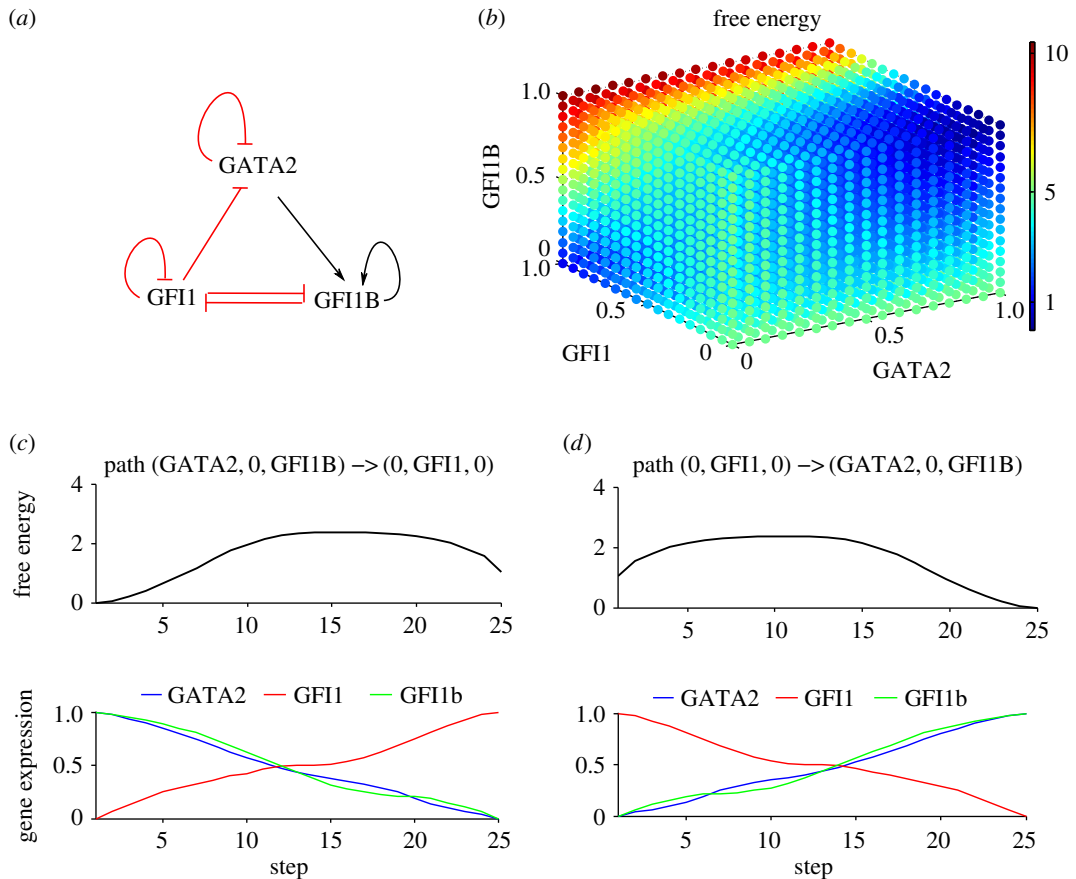 (a)
GATA2
GFI1
GFI1B
(b)
free energy
GFI1B
1.0
0.5
0
1.0
0.5
0
GFI1
0
0.5
1.0
GATA2
10
5
1
(c)
path (GATA2, 0, GFI1B) –> (0, GFI1, 0)
free energy
4
2
0
5 10 15 20 25
GATA2 GFI1 GFI1b
gene expression
1.0
0.5
0
5 10 15 20 25
step
(d)
path (0, GFI1, 0) –> (GATA2, 0, GFI1B)
4
2
0
5 10 15 20 25
GATA2 GFI1 GFI1b
1.0
0.5
0
5 10 15 20 25
step